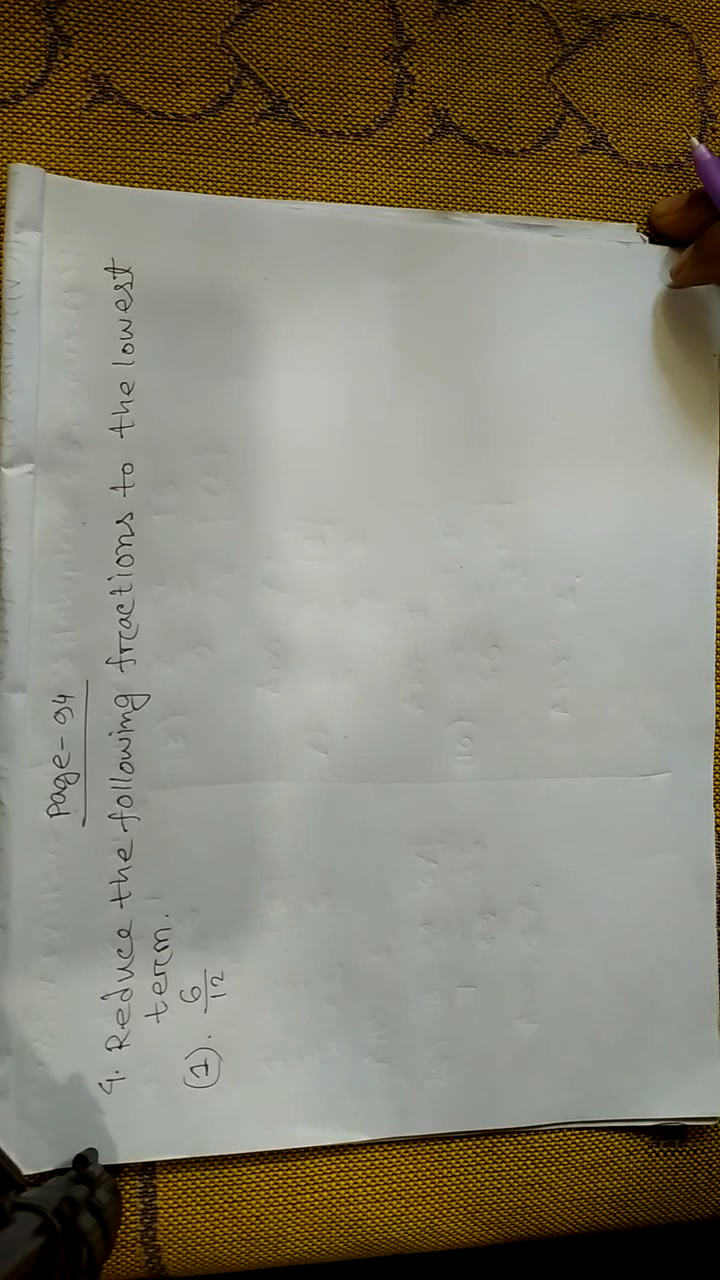 Page-94
4. Reduce the following fractions to the lowest
term.
(1). 6/12